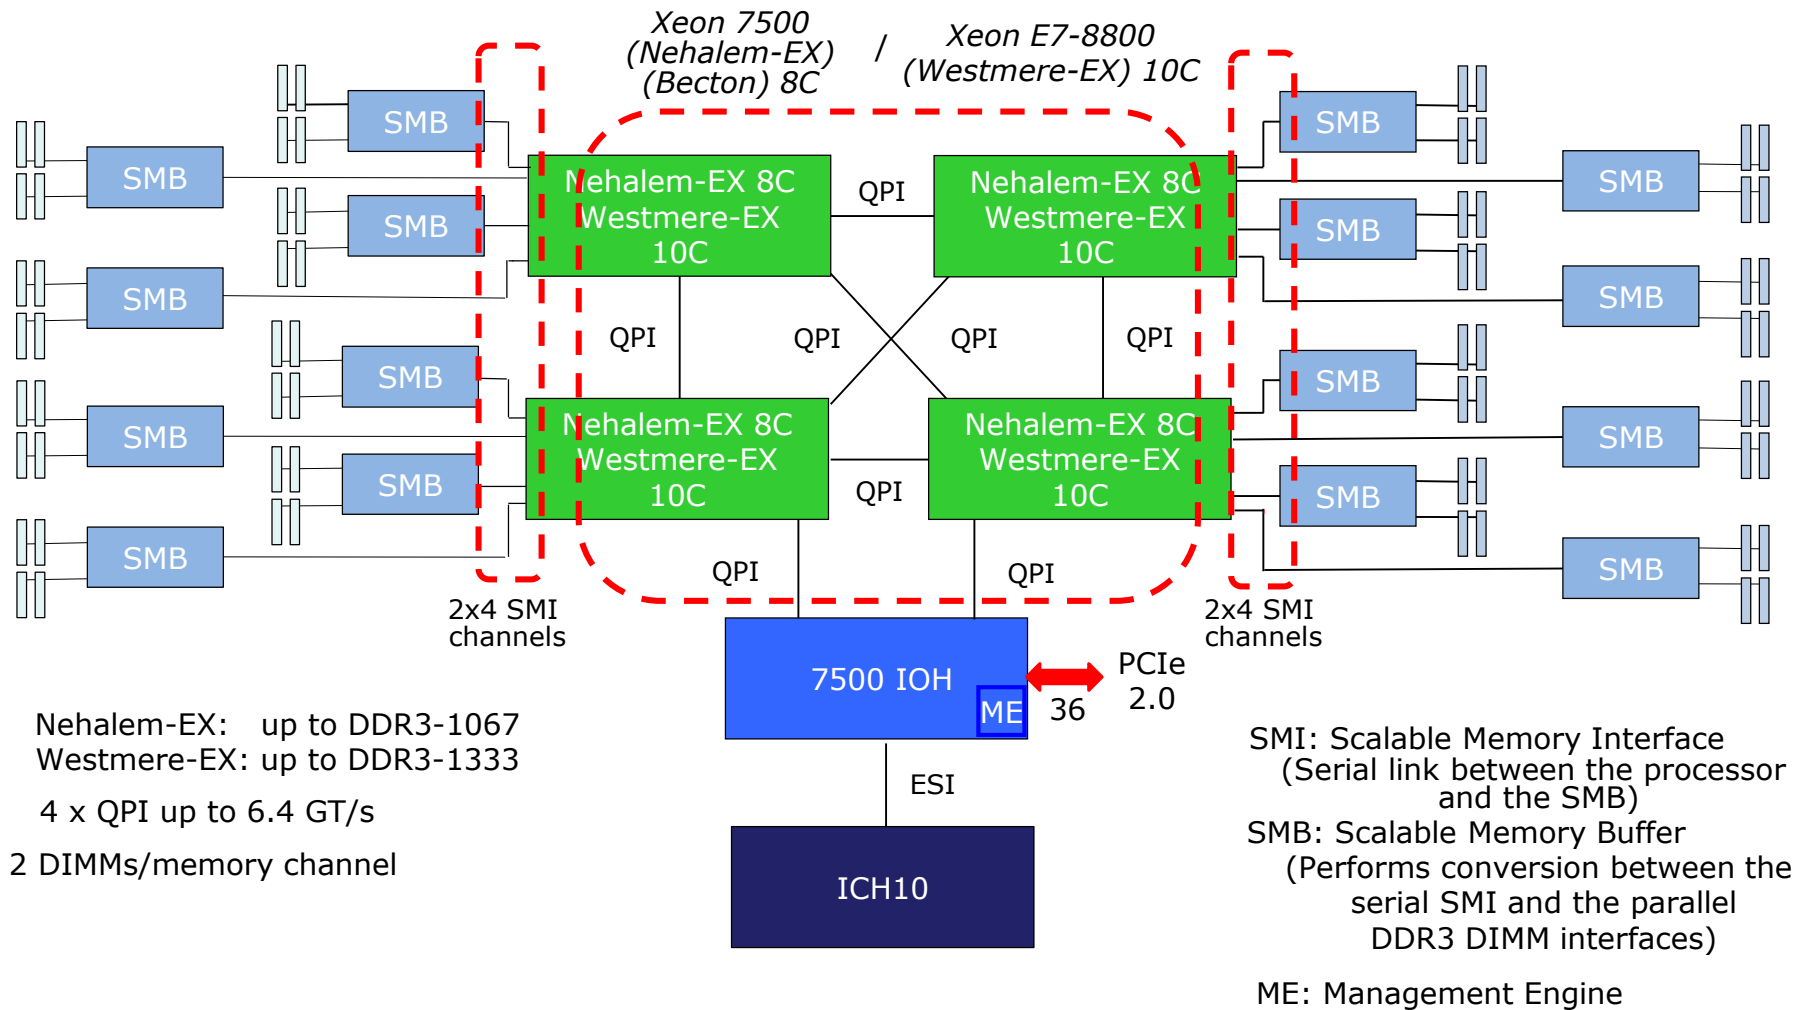 Xeon 7500
(Nehalem-EX)
(Becton) 8C
/
Xeon E7-8800
(Westmere-EX) 10C
SMB
SMB
SMB
SMB
SMB
SMB
SMB
SMB
Nehalem-EX 8C
Westmere-EX
10C
QPI
Nehalem-EX 8C
Westmere-EX
10C
SMB
SMB
SMB
SMB
QPI
QPI
QPI
QPI
SMB
SMB
SMB
SMB
Nehalem-EX 8C
Westmere-EX
10C
QPI
Nehalem-EX 8C
Westmere-EX
10C
QPI
QPI
2x4 SMI
channels
2x4 SMI
channels
7500 IOH
ME
36
PCIe
2.0
ESI
ICH10
Nehalem-EX: up to DDR3-1067
Westmere-EX: up to DDR3-1333
4 x QPI up to 6.4 GT/s
2 DIMMs/memory channel
SMI: Scalable Memory Interface
(Serial link between the processor
and the SMB)
SMB: Scalable Memory Buffer
(Performs conversion between the
serial SMI and the parallel
DDR3 DIMM interfaces)
ME: Management Engine